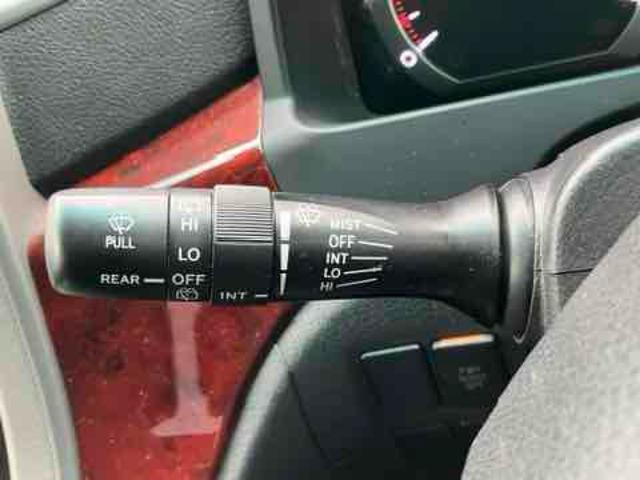 PULL
REAR
HI
LO
OFF
INT
MIST
OFF
INT
LO
HI